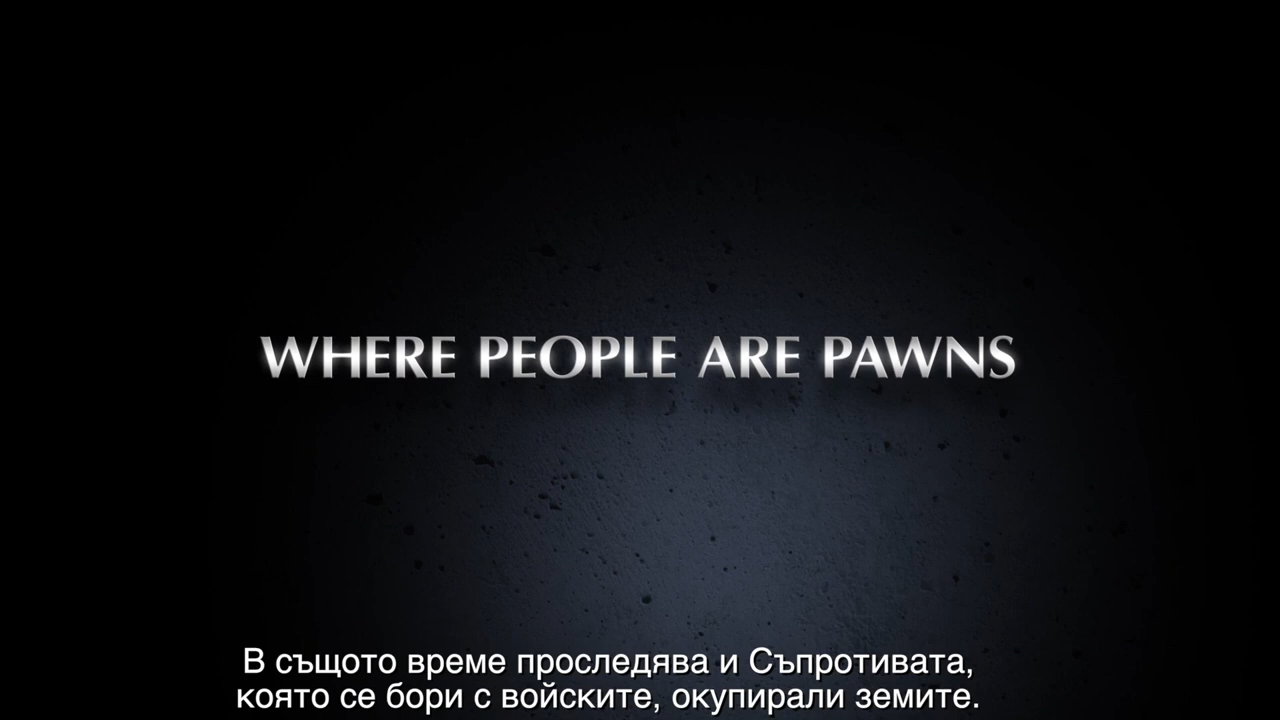 WHERE PEOPLE ARE PAWNS
В същото време проследява и Съпротивата,
която се бори с войските, окупирали земите.